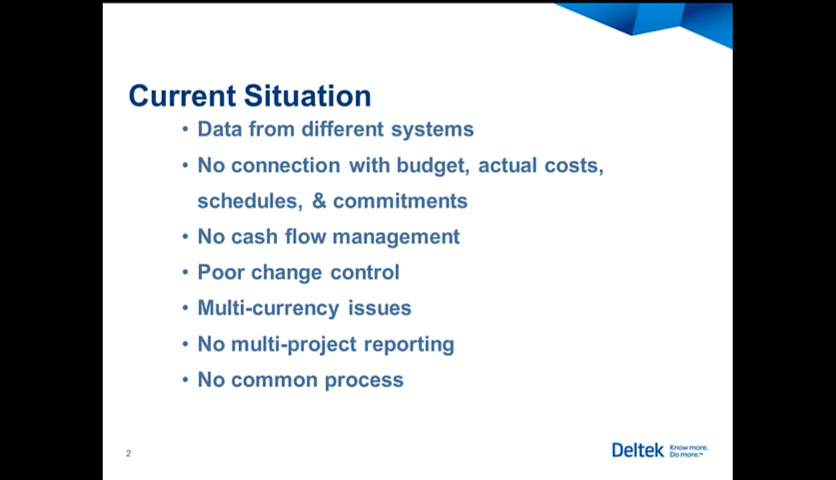 Current Situation
• Data from different systems
• No connection with budget, actual costs,
schedules, & commitments
• No cash flow management
• Poor change control
• Multi-currency issues
• No multi-project reporting
• No common process
2
Deltek
Know more.
Do more.™